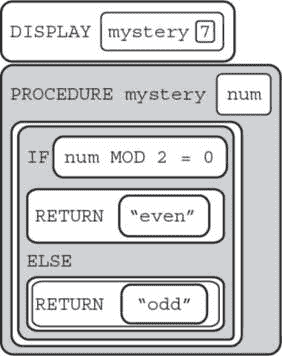 DISPLAY mystery 7
PROCEDURE mystery num
IF num MOD 2 = 0
RETURN “even”
ELSE
RETURN “odd”